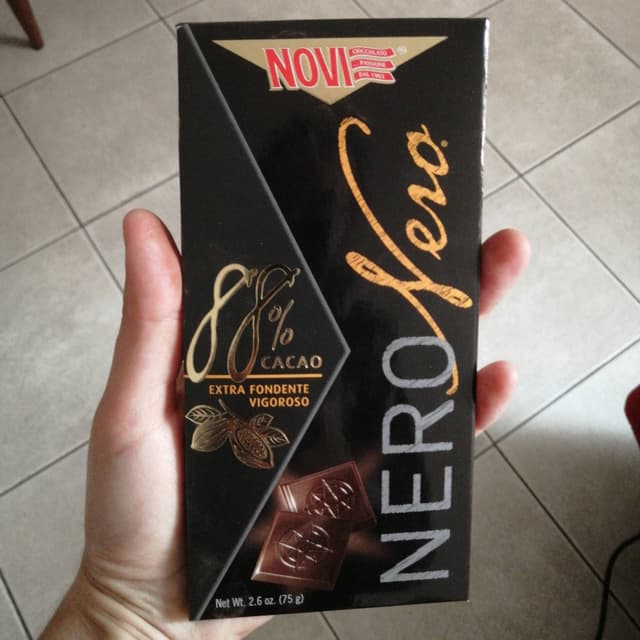 NOVI
CIOCCOLATO
PASSIONE
DAL 1903
NERO Nero.
88%
CACAO
EXTRA FONDENTE
VIGOROSO
Net Wt. 2.6 oz. (75 g)